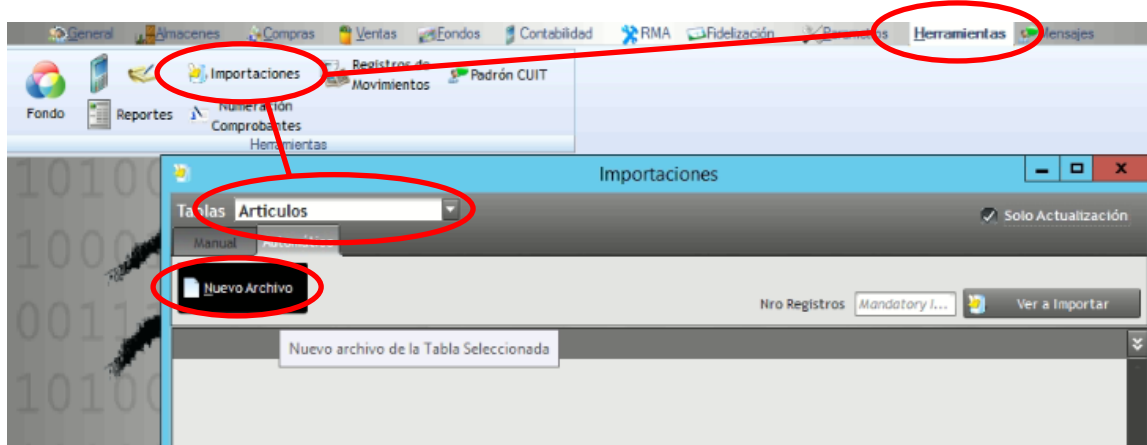 General Almacenes Compras Ventas Fondos Contabilidad RMA Fidelización Parametros Herramientas Mensajes
Importaciones Registros de Movimientos Padrón CUIT
Fondo Reportes Numeración Comprobantes
Herramientas
Importaciones
Tablas Articulos Solo Actualización
Manual Automático
Nuevo Archivo
Nro Registros Mandatory I... Ver a Importar
Nuevo archivo de la Tabla Seleccionada